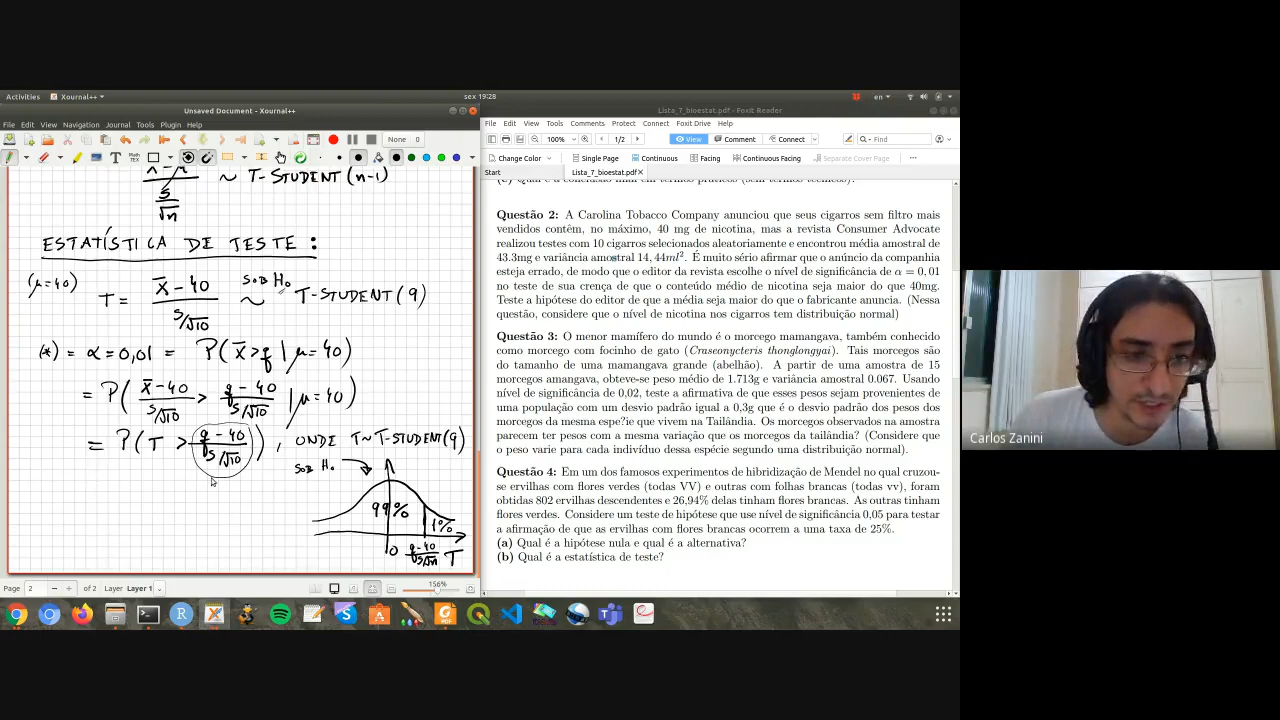 Activities Xournal++ sex 19:28 en
Unsaved Document - Xournal++
File Edit View Navigation Journal Tools Plugin Help
None 0
s/√n ~ T-STUDENT (n-1)
ESTATÍSTICA DE TESTE :
(μ=40) T = x̄ - 40 / s/√10 SOB H₀ ~ T-STUDENT (9)
(*) = α = 0,01 = P( x̄ > q | μ = 40)
= P( x̄ - 40 / s/√10 > q - 40 / s/√10 | μ = 40)
= P( T > q - 40 / s/√10 ) , ONDE T ~ T-STUDENT (9)
SOB H₀
99% 1%
0 q-40 / s/√n T
Page 2 of 2 Layer Layer 1 156%
Lista_7_bioestat.pdf - Foxit Reader
File Edit View Tools Comments Protect Connect Foxit Drive Help
100% 1/2 View Comment Connect Find
Change Color Single Page Continuous Facing Continuous Facing Separate Cover Page
Start Lista_7_bioestat.pdf
Questão 2: A Carolina Tobacco Company anunciou que seus cigarros sem filtro mais
vendidos contêm, no máximo, 40 mg de nicotina, mas a revista Consumer Advocate
realizou testes com 10 cigarros selecionados aleatoriamente e encontrou média amostral de
43.3mg e variância amostral 14,44ml². É muito sério afirmar que o anúncio da companhia
esteja errado, de modo que o editor da revista escolhe o nível de significância de α = 0,01
no teste de sua crença de que o conteúdo médio de nicotina seja maior do que 40mg.
Teste a hipótese do editor de que a média seja maior do que o fabricante anuncia. (Nessa
questão, considere que o nível de nicotina nos cigarros tem distribuição normal)
Questão 3: O menor mamífero do mundo é o morcego mamangava, também conhecido
como morcego com focinho de gato (Craseonycteris thonglongyai). Tais morcegos são
do tamanho de uma mamangava grande (abelhão). A partir de uma amostra de 15
morcegos amangava, obteve-se peso médio de 1.713g e variância amostral 0.067. Usando
nível de significância de 0,02, teste a afirmativa de que esses pesos sejam provenientes de
uma população com um desvio padrão igual a 0,3g que é o desvio padrão dos pesos dos
morcegos da mesma espe?ie que vivem na Tailândia. Os morcegos observados na amostra
parecem ter pesos com a mesma variação que os morcegos da tailândia? (Considere que
o peso varie para cada indivíduo dessa espécie segundo uma distribuição normal).
Questão 4: Em um dos famosos experimentos de hibridização de Mendel no qual cruzou-
se ervilhas com flores verdes (todas VV) e outras com folhas brancas (todas vv), foram
obtidas 802 ervilhas descendentes e 26,94% delas tinham flores brancas. As outras tinham
flores verdes. Considere um teste de hipótese que use nível de significância 0,05 para testar
a afirmação de que as ervilhas com flores brancas ocorrem a uma taxa de 25%.
(a) Qual é a hipótese nula e qual é a alternativa?
(b) Qual é a estatística de teste?
Carlos Zanini